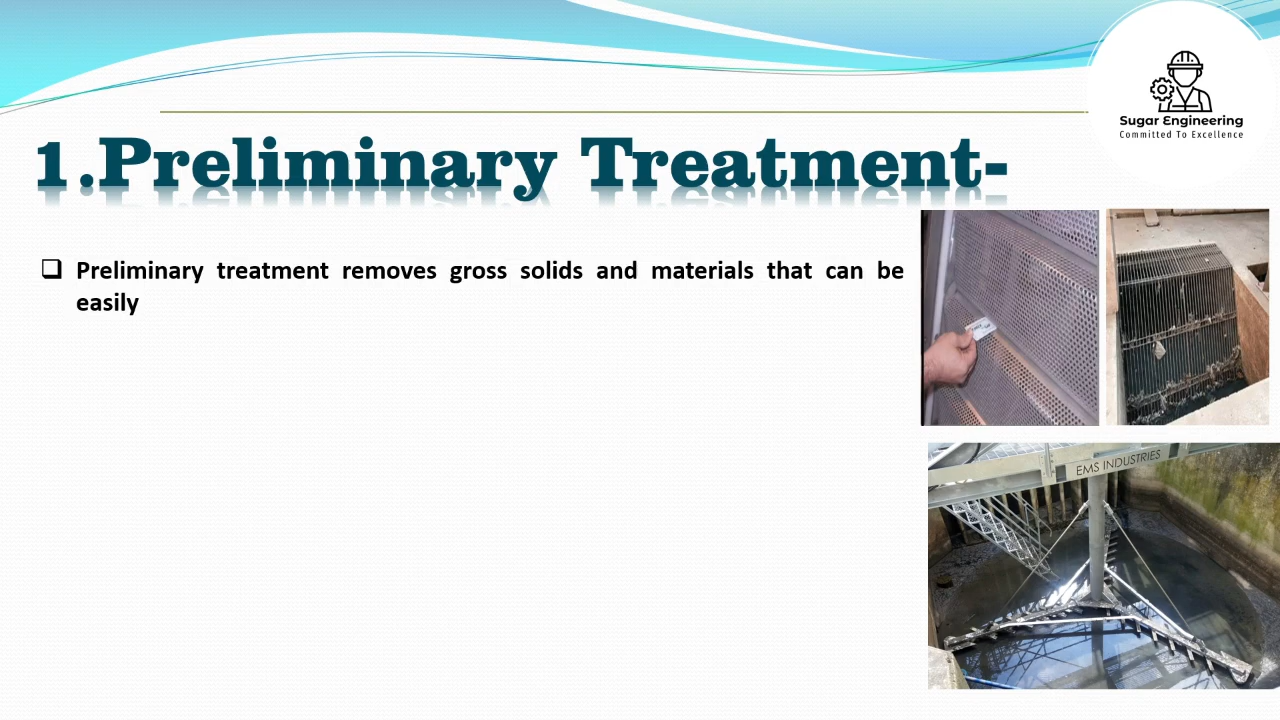 Sugar Engineering
Committed To Excellence
1.Preliminary Treatment-
❑ Preliminary treatment removes gross solids and materials that can be
easily
EMS INDUSTRIES